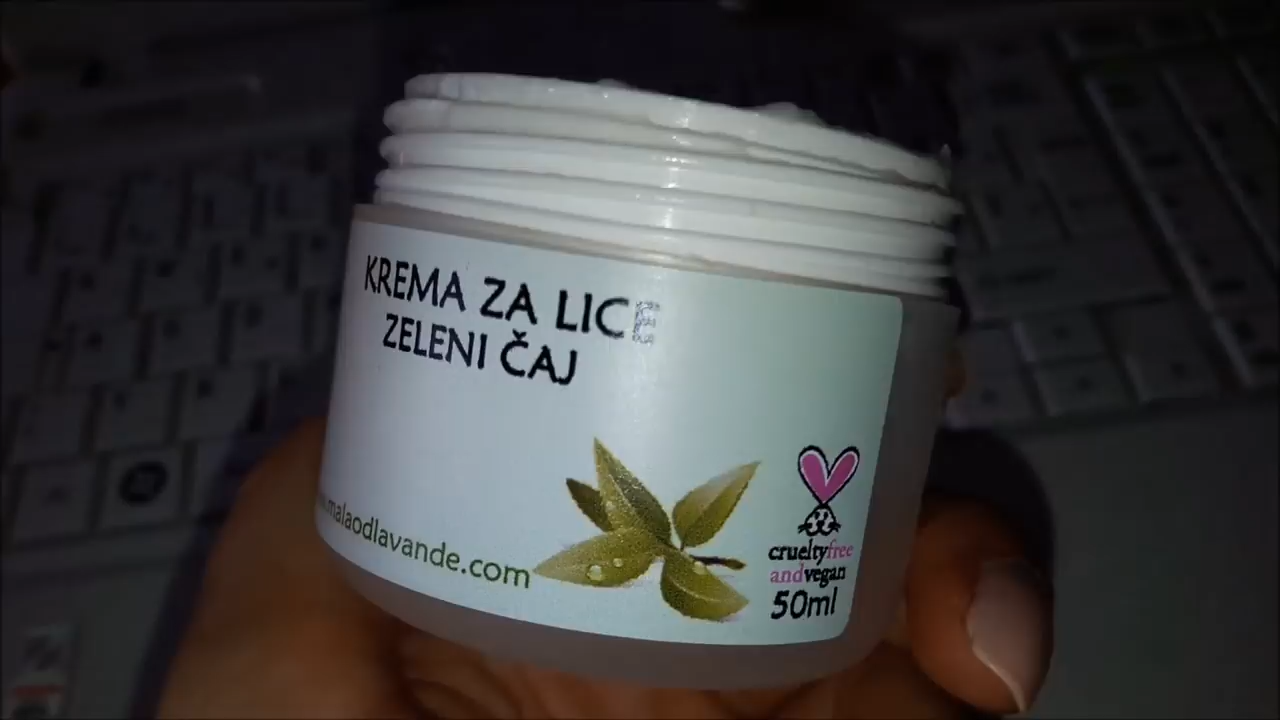 KREMA ZA LICE
ZELENI ČAJ
malaodlavande.com
crueltyfree
andvegan
50ml